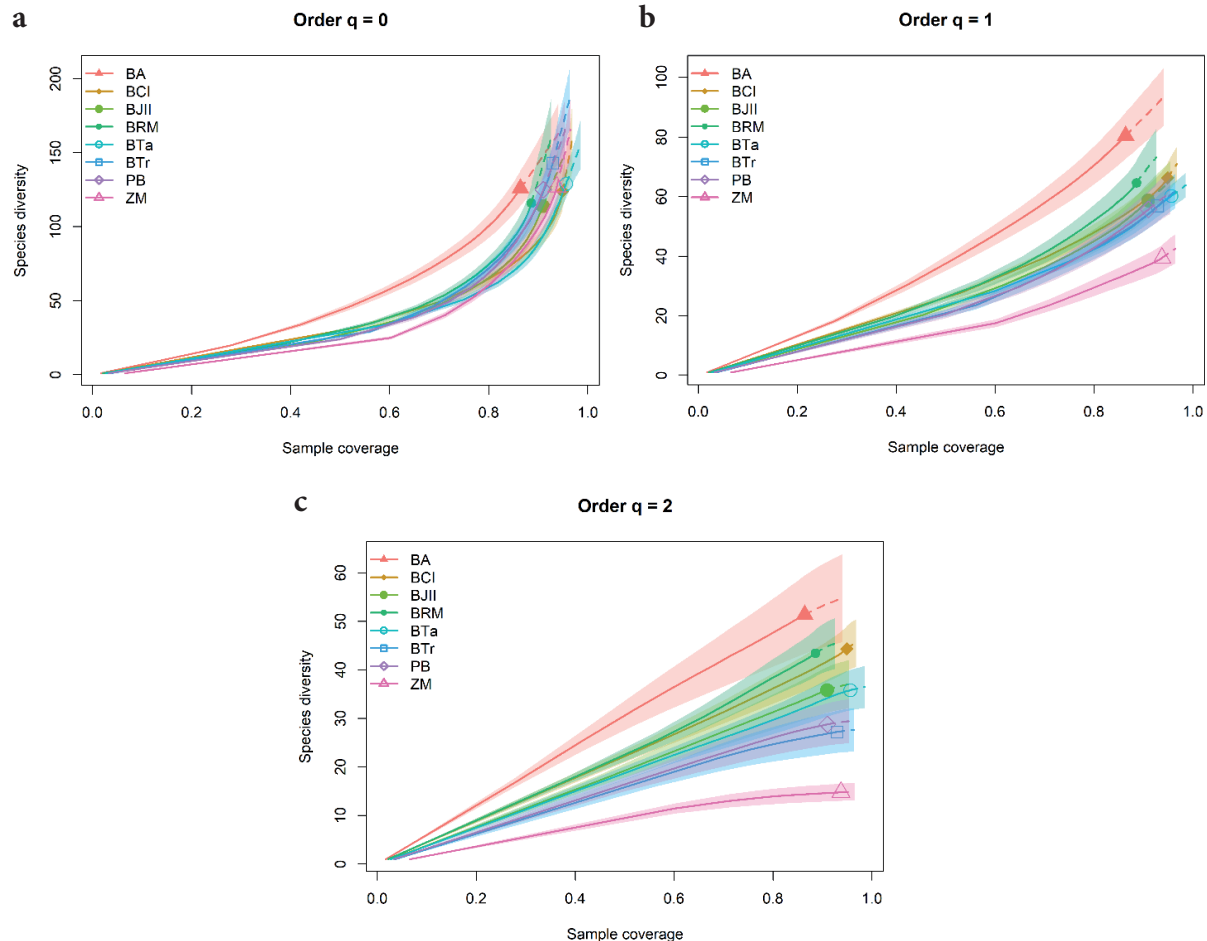 a
Order q = 0
Species diversity
200
150
100
50
0
BA
BCI
BJII
BRM
BTa
BTr
PB
ZM
0.0 0.2 0.4 0.6 0.8 1.0
Sample coverage
b
Order q = 1
Species diversity
100
80
60
40
20
0
BA
BCI
BJII
BRM
BTa
BTr
PB
ZM
0.0 0.2 0.4 0.6 0.8 1.0
Sample coverage
c
Order q = 2
Species diversity
60
50
40
30
20
10
0
BA
BCI
BJII
BRM
BTa
BTr
PB
ZM
0.0 0.2 0.4 0.6 0.8 1.0
Sample coverage